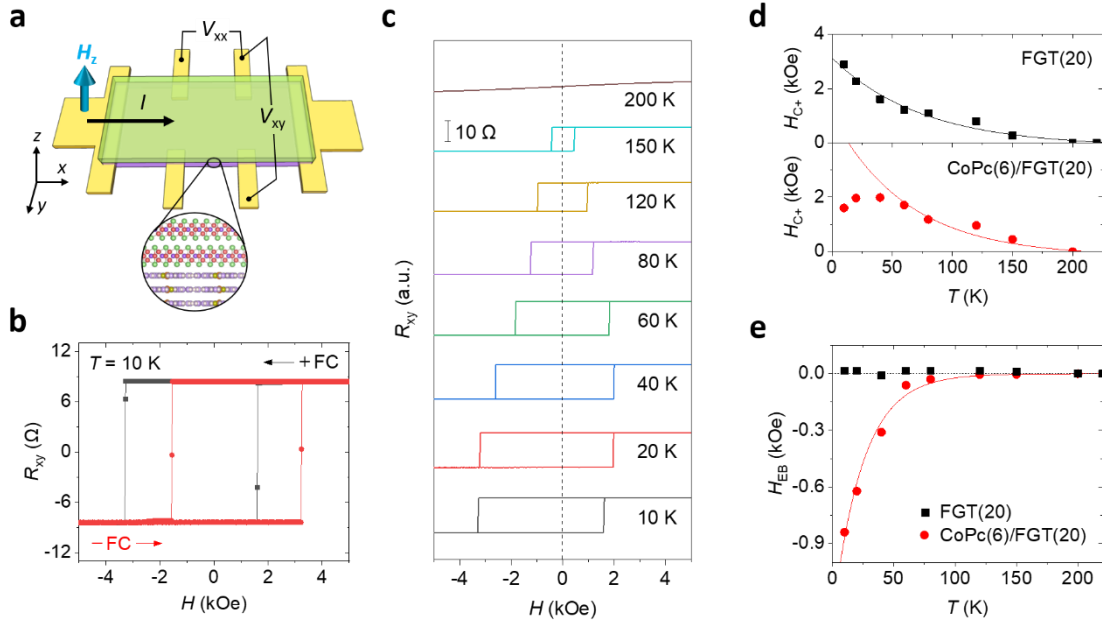 a
V_xx
H_z
I
V_xy
z
x
y
b
12
6
0
-6
-12
R_xy (Ω)
T = 10 K
← +FC
−FC →
-4 -2 0 2 4
H (kOe)
c
R_xy (a.u.)
200 K
10 Ω
150 K
120 K
80 K
60 K
40 K
20 K
10 K
-4 -2 0 2 4
H (kOe)
d
4
2
0
H_C+ (kOe)
FGT(20)
4
2
0
H_C+ (kOe)
CoPc(6)/FGT(20)
0 50 100 150 200
T (K)
e
0.0
-0.3
-0.6
-0.9
H_EB (kOe)
FGT(20)
CoPc(6)/FGT(20)
0 50 100 150 200
T (K)